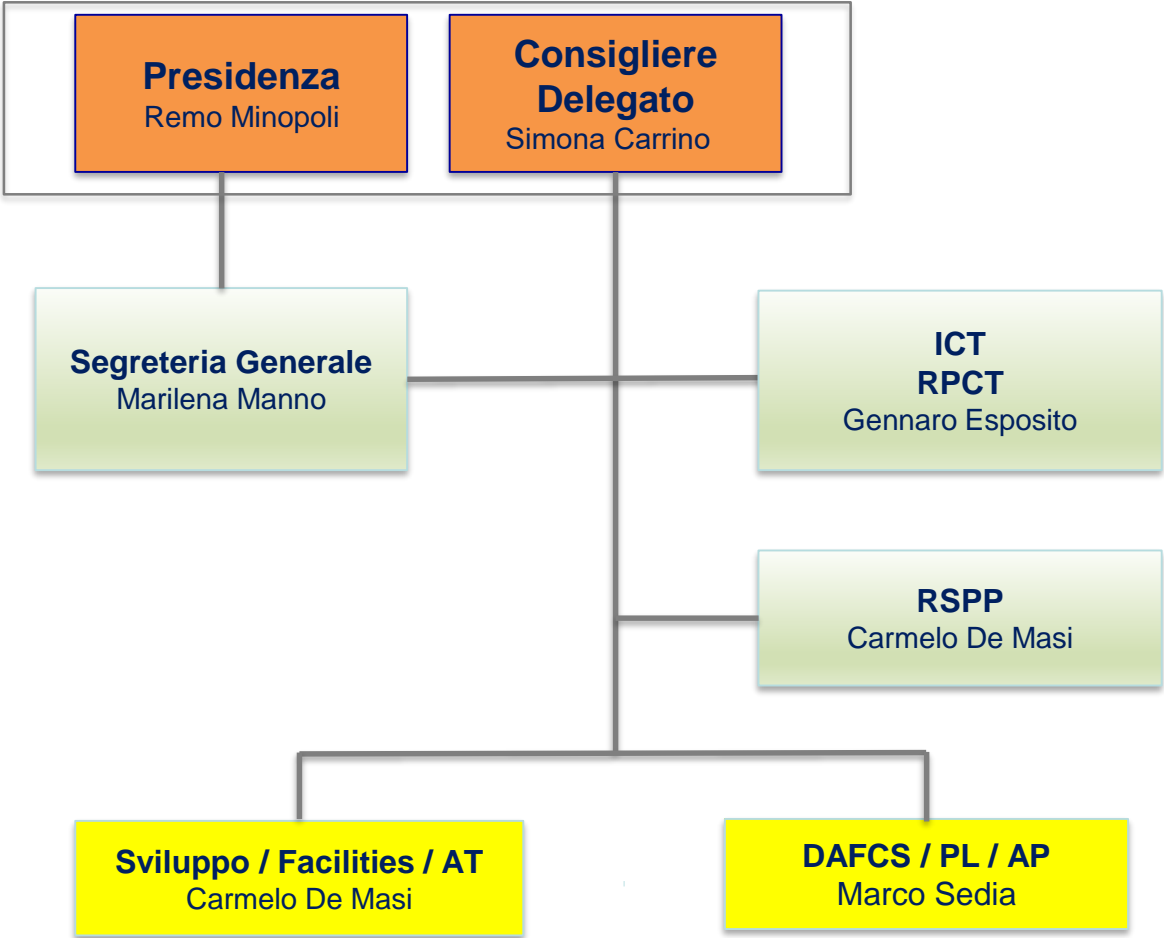 Presidenza
Remo Minopoli
Consigliere
Delegato
Simona Carrino
Segreteria Generale
Marilena Manno
ICT
RPCT
Gennaro Esposito
RSPP
Carmelo De Masi
Sviluppo / Facilities / AT
Carmelo De Masi
DAFCS / PL / AP
Marco Sedia